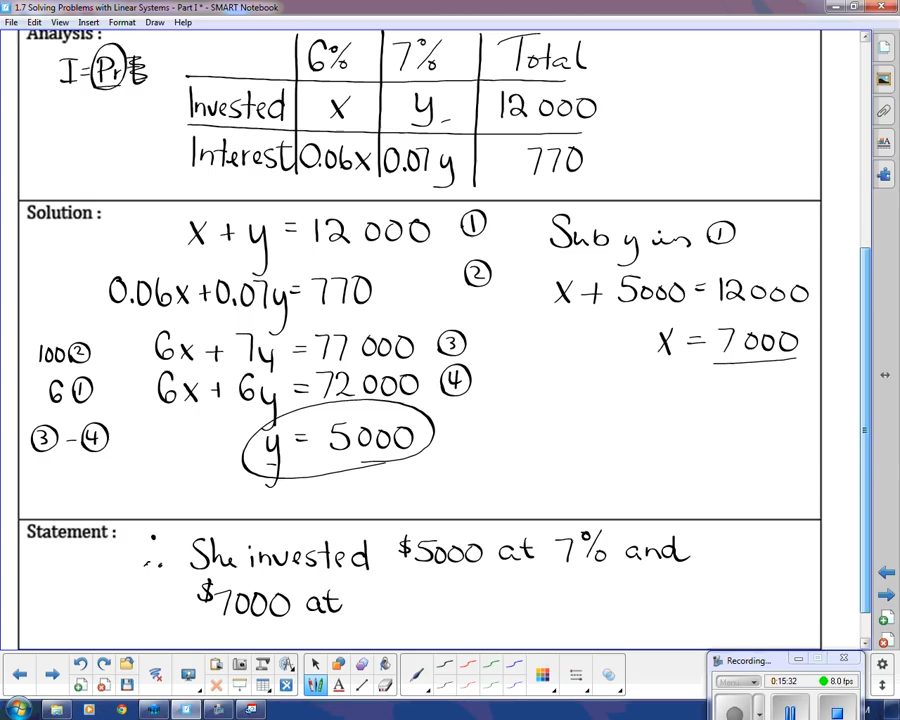 1.7 Solving Problems with Linear Systems - Part I * - SMART Notebook
File Edit View Insert Format Draw Help
Analysis :
I = Pr
6% 7% Total
Invested x y 12 000
Interest 0.06x 0.07y 770
Solution :
x + y = 12 000 ①
Sub y in ①
0.06x + 0.07y = 770 ②
x + 5000 = 12000
100② 6x + 7y = 77 000 ③
x = 7 000
6① 6x + 6y = 72 000 ④
③ - ④ y = 5000
Statement :
∴ She invested $5000 at 7% and
$7000 at
Recording...
Menu 0:15:32 8.0 fps